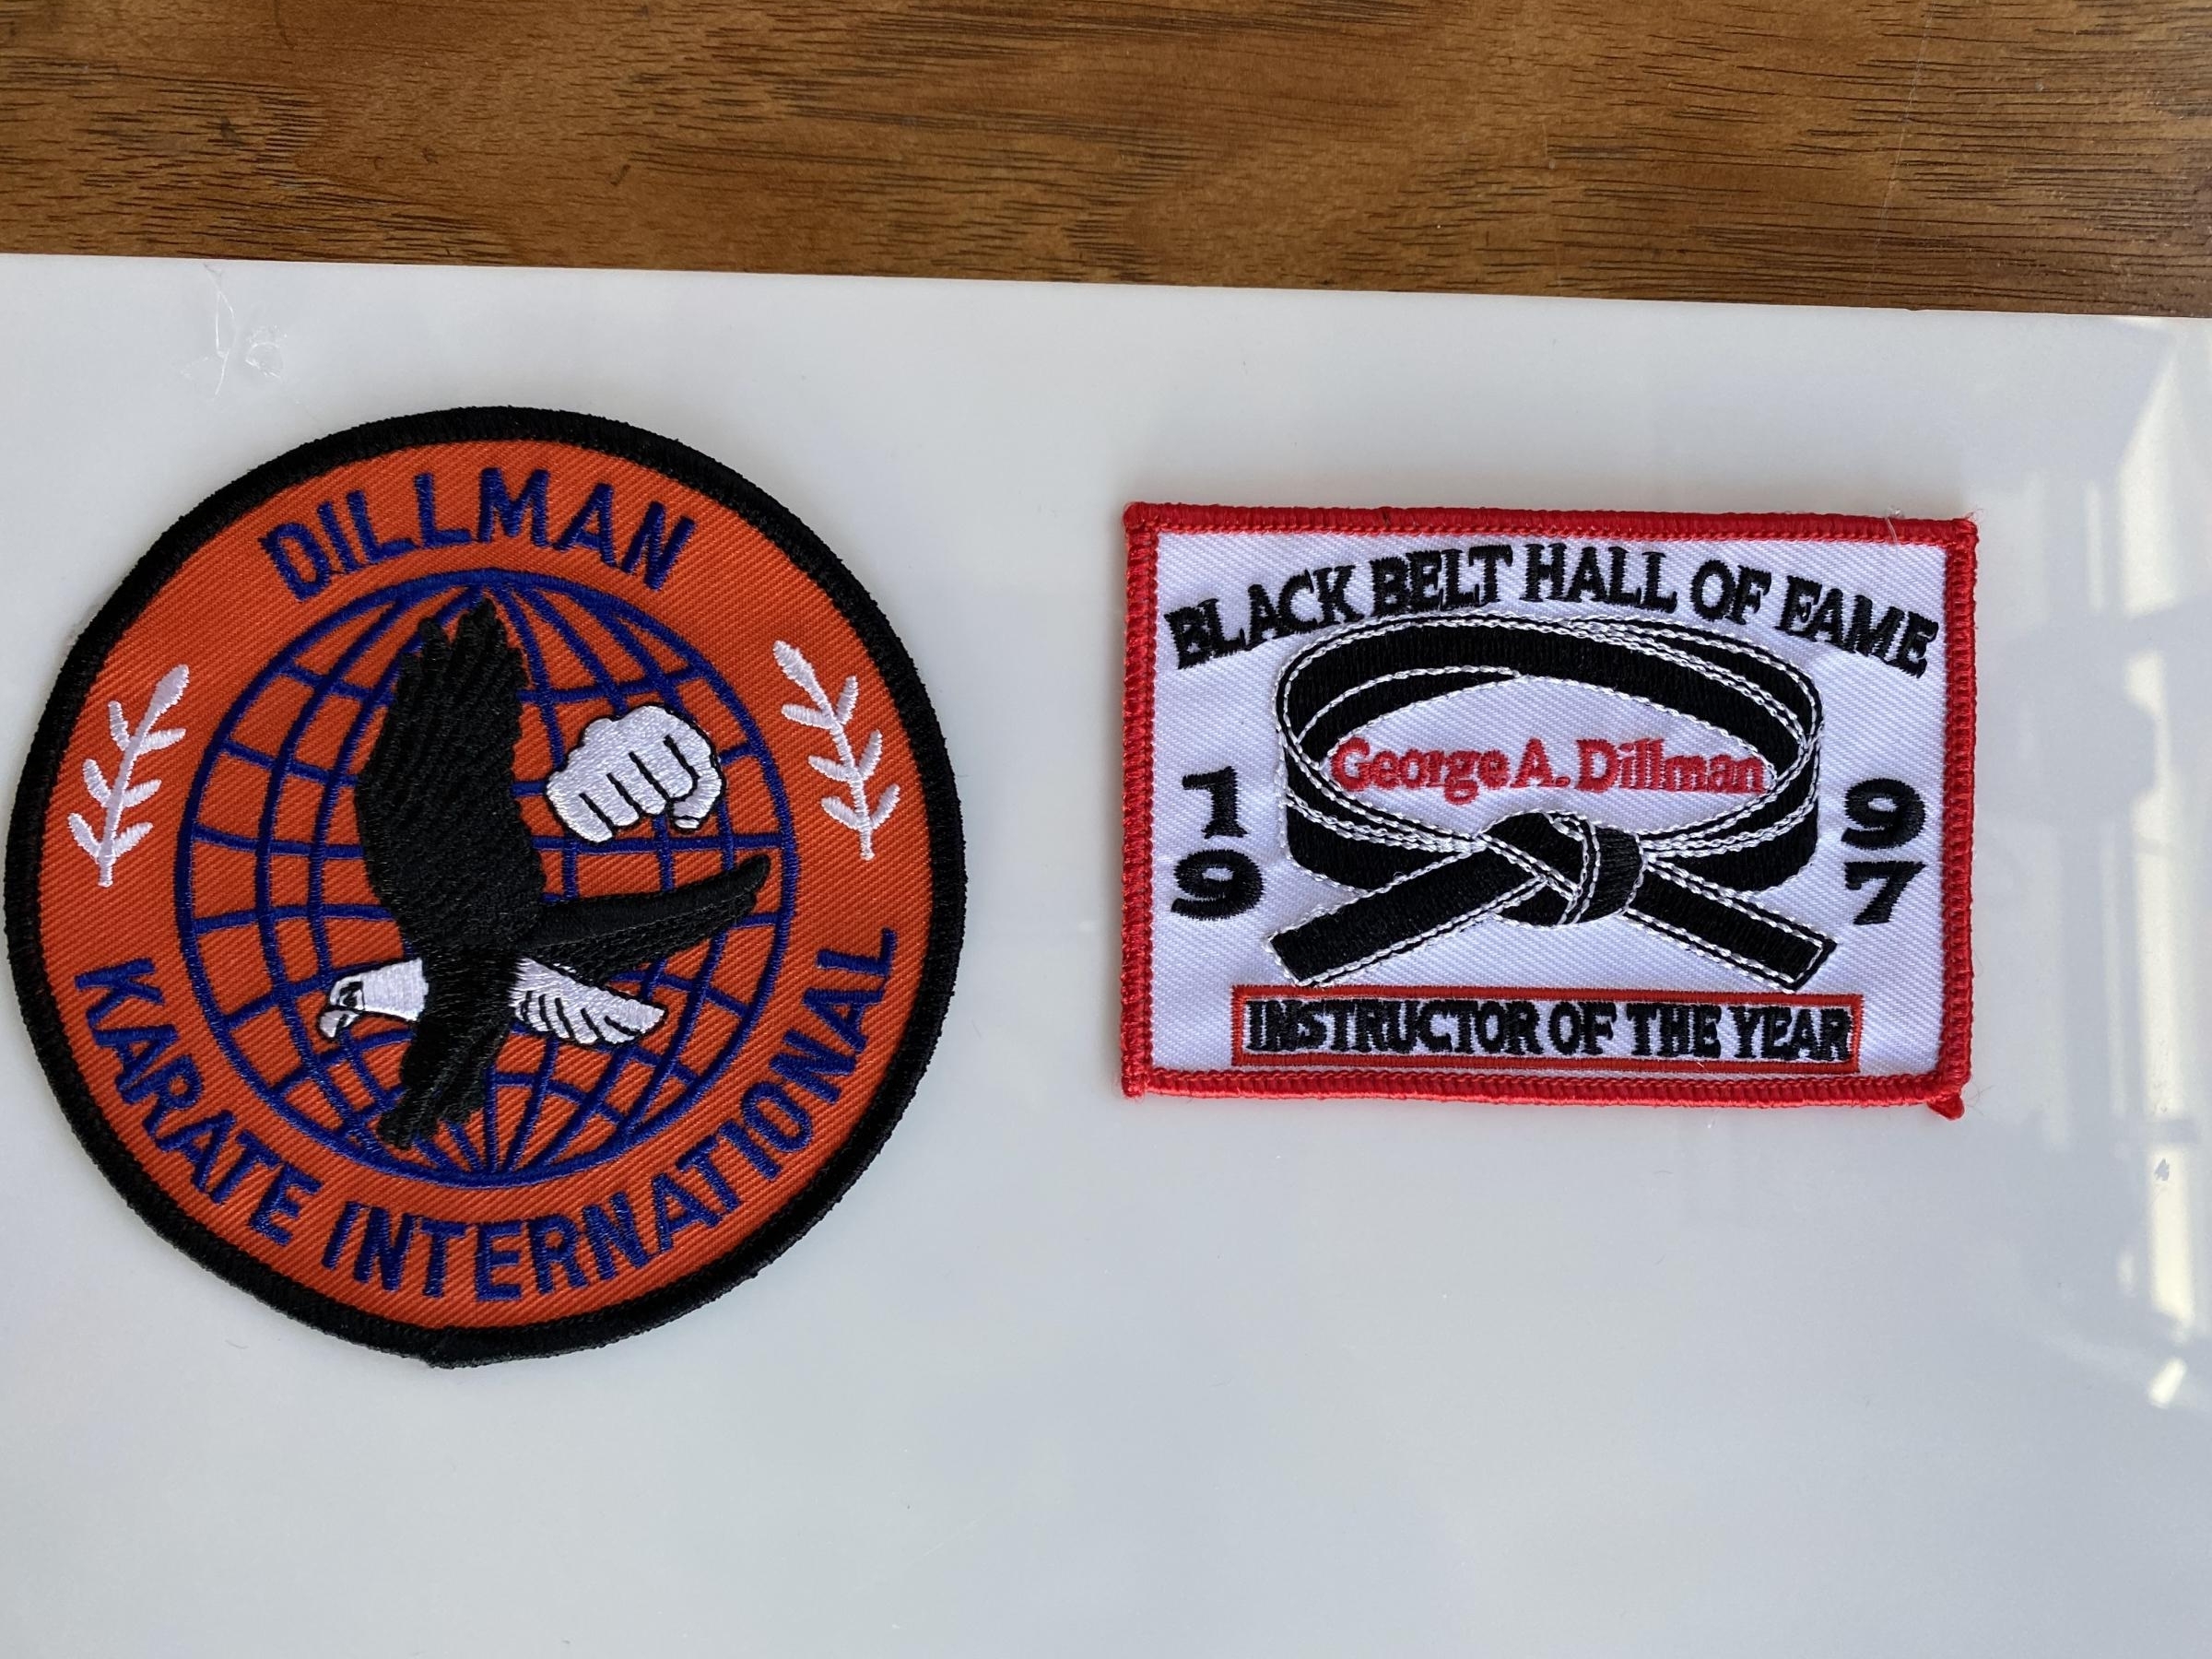 DILLMAN
KARATE INTERNATIONAL
BLACK BELT HALL OF FAME
George A. Dillman
19
97
INSTRUCTOR OF THE YEAR